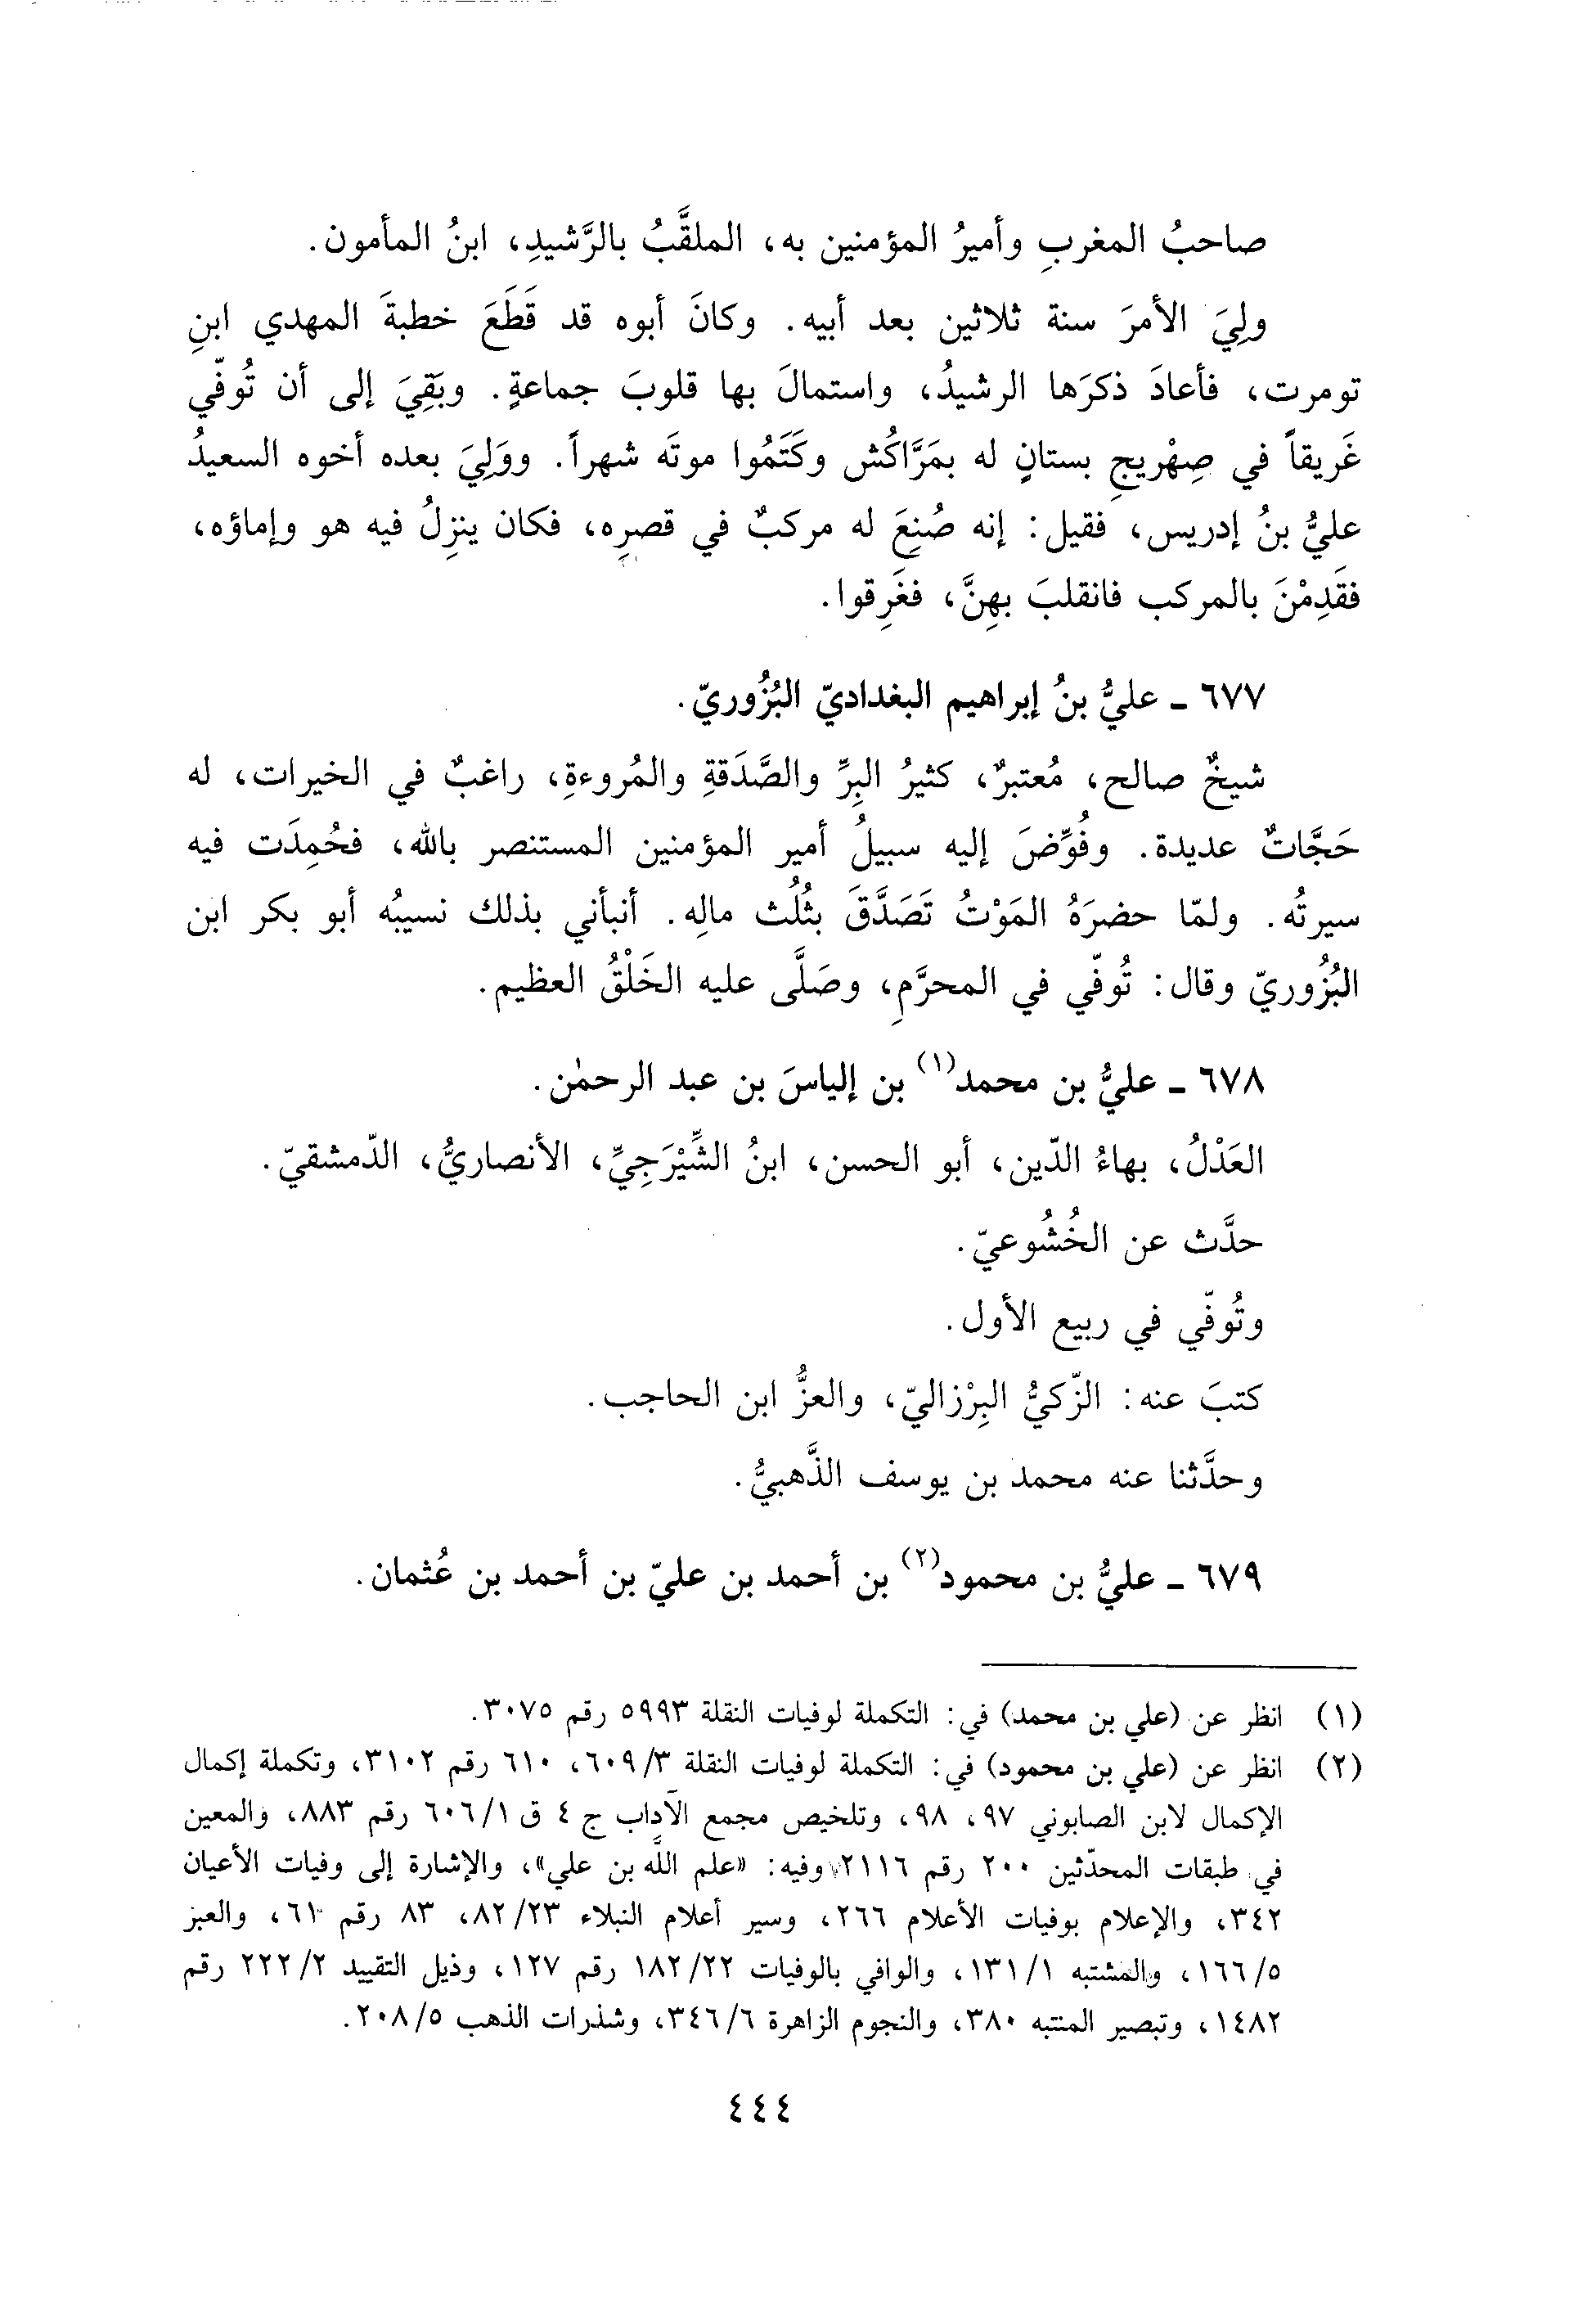 صاحبُ المغربِ وأميرُ المؤمنين به، الملقَّبُ بالرَّشيدِ، ابنُ المأمون.
ولِيَ الأمرَ سنة ثلاثين بعد أبيه. وكانَ أبوه قد قَطَعَ خطبةَ المهدي ابنِ
تومرت، فأعادَ ذكرَها الرشيدُ، واستمالَ بها قلوبَ جماعةٍ. وبَقِيَ إلى أن تُوفّي
غَريقاً في صِهْريجِ بستانٍ له بمَرَّاكُش وكَتَمُوا موتَه شهراً. ووَلِيَ بعده أخوه السعيدُ
عليُّ بنُ إدريس، فقيل: إنه صُنِعَ له مركبٌ في قصرِه، فكان ينزِلُ فيه هو وإماؤه،
فقَدِمْنَ بالمركب فانقلبَ بهِنَّ، فغَرِقوا.
٦٧٧ ـ عليُّ بنُ إبراهيم البغداديّ البُزُوريّ.
شيخٌ صالح، مُعتبرٌ، كثيرُ البِرِّ والصَّدَقةِ والمُروءةِ، راغبٌ في الخيرات، له
حَجَّاتٌ عديدة. وفُوِّضَ إليه سبيلُ أمير المؤمنين المستنصر بالله، فحُمِدَت فيه
سيرتُه. ولمّا حضرَهُ المَوْتُ تَصَدَّقَ بثُلُث مالِه. أنبأني بذلك نسيبُه أبو بكر ابن
البُزُوريّ وقال: تُوفّي في المحرَّمِ، وصَلَّى عليه الخَلْقُ العظيم.
٦٧٨ ـ عليُّ بن محمد(١) بن إلياسَ بن عبد الرحمٰن.
العَدْلُ، بهاءُ الدّين، أبو الحسن، ابنُ الشِّيْرَجِيِّ، الأنصاريُّ، الدّمشقيّ.
حدَّث عن الخُشُوعيّ.
وتُوفّي في ربيع الأول.
كتبَ عنه: الزّكيُّ البِرْزاليّ، والعزُّ ابن الحاجب.
وحدَّثنا عنه محمد بن يوسف الذَّهبيُّ.
٦٧٩ ـ عليُّ بن محمود(٢) بن أحمد بن عليّ بن أحمد بن عُثمان.
(١) انظر عن (علي بن محمد) في: التكملة لوفيات النقلة ٥٩٩٣ رقم ٣٠٧٥.
(٢) انظر عن (علي بن محمود) في: التكملة لوفيات النقلة ٦٠٩/٣، ٦١٠ رقم ٣١٠٢، وتكملة إكمال
الإكمال لابن الصابوني ٩٧، ٩٨، وتلخيص مجمع الآداب ج ٤ ق ٦٠٦/١ رقم ٨٨٣، والمعين
في طبقات المحدّثين ٢٠٠ رقم ٢١١٦ وفيه: «علم اللّه بن علي»، والإشارة إلى وفيات الأعيان
٣٤٢، والإعلام بوفيات الأعلام ٢٦٦، وسير أعلام النبلاء ٨٢/٢٣، ٨٣ رقم ٦١، والعبر
١٦٦/٥، والمشتبه ١٣١/١، والوافي بالوفيات ١٨٢/٢٢ رقم ١٢٧، وذيل التقييد ٢٢٢/٢ رقم
١٤٨٢، وتبصير المنتبه ٣٨٠، والنجوم الزاهرة ٣٤٦/٦، وشذرات الذهب ٢٠٨/٥.
٤٤٤